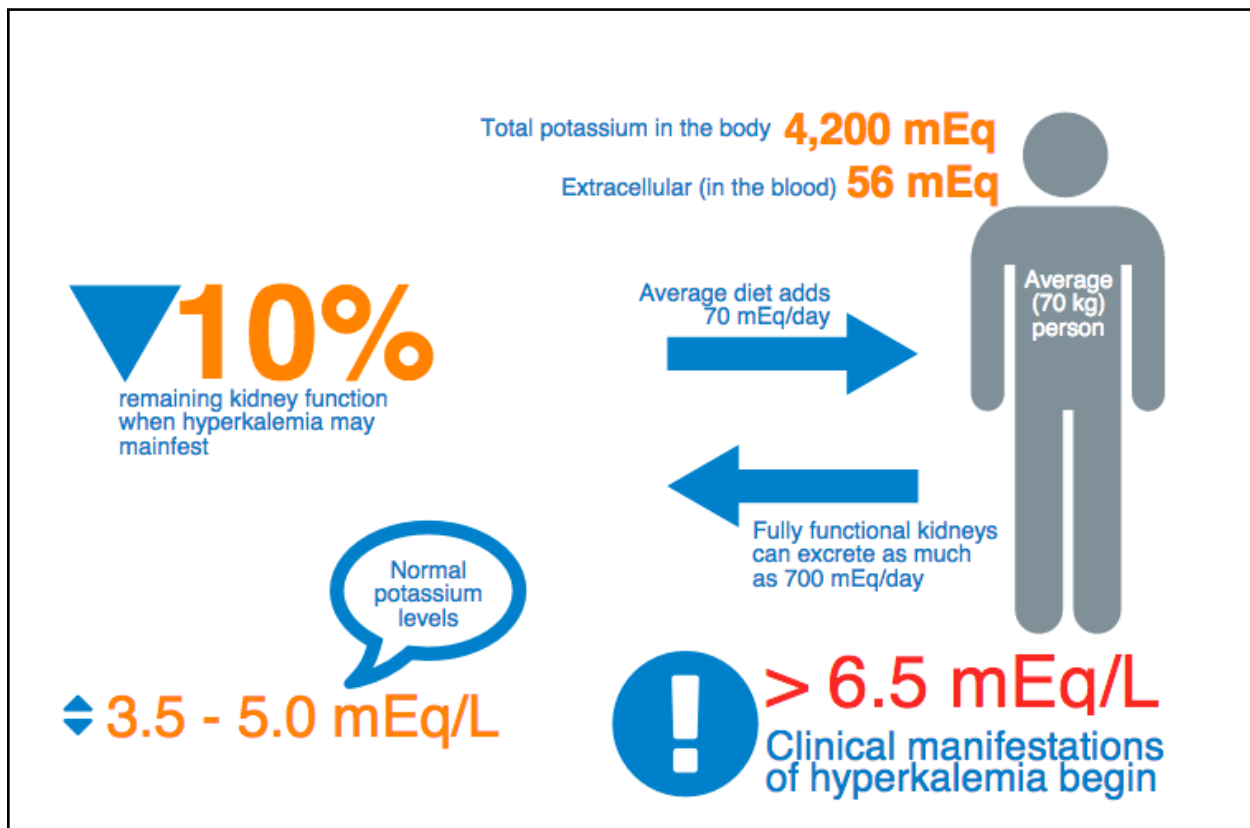 Total potassium in the body 4,200 mEq
Extracellular (in the blood) 56 mEq
Average
(70 kg)
person
10%
remaining kidney function
when hyperkalemia may
mainfest
Average diet adds
70 mEq/day
Fully functional kidneys
can excrete as much
as 700 mEq/day
Normal
potassium
levels
3.5 - 5.0 mEq/L
!
> 6.5 mEq/L
Clinical manifestations
of hyperkalemia begin